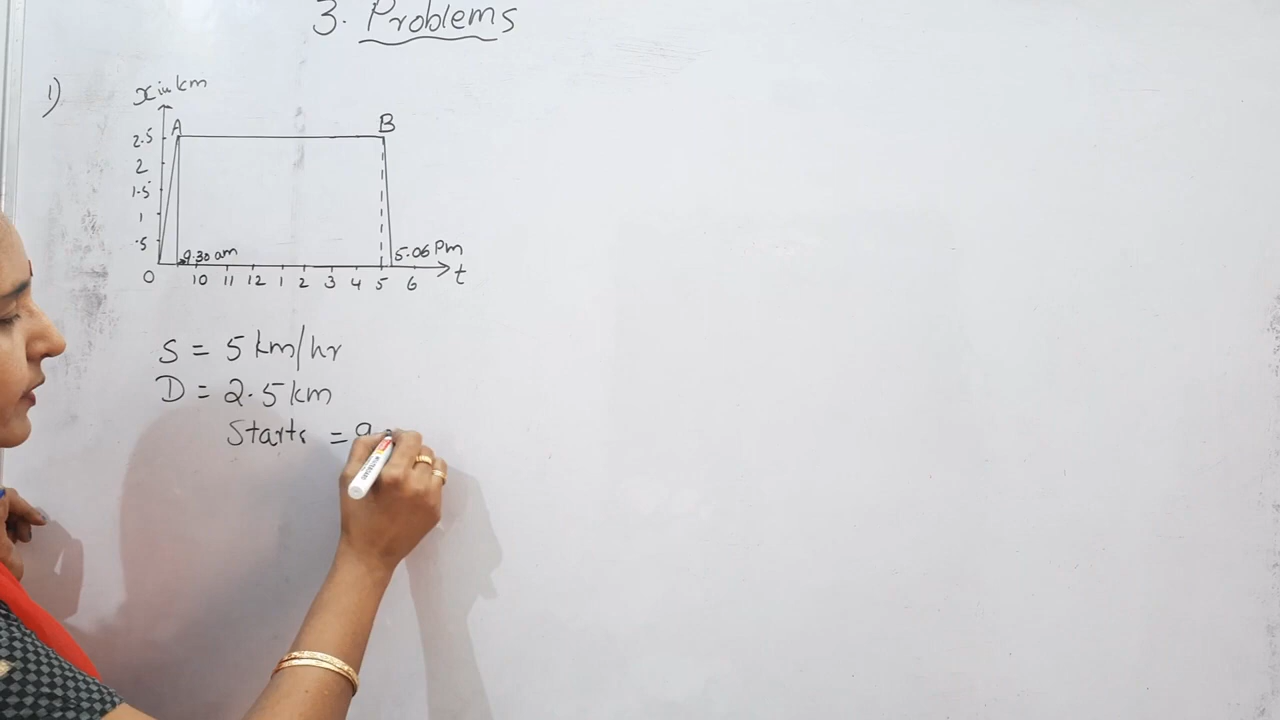 3. Problems
1)
x in km
A
B
2.5
2
1.5
1
.5
9.30 am
5.06 Pm
0 10 11 12 1 2 3 4 5 6 t
S = 5 km/hr
D = 2.5 km
Starts = 9